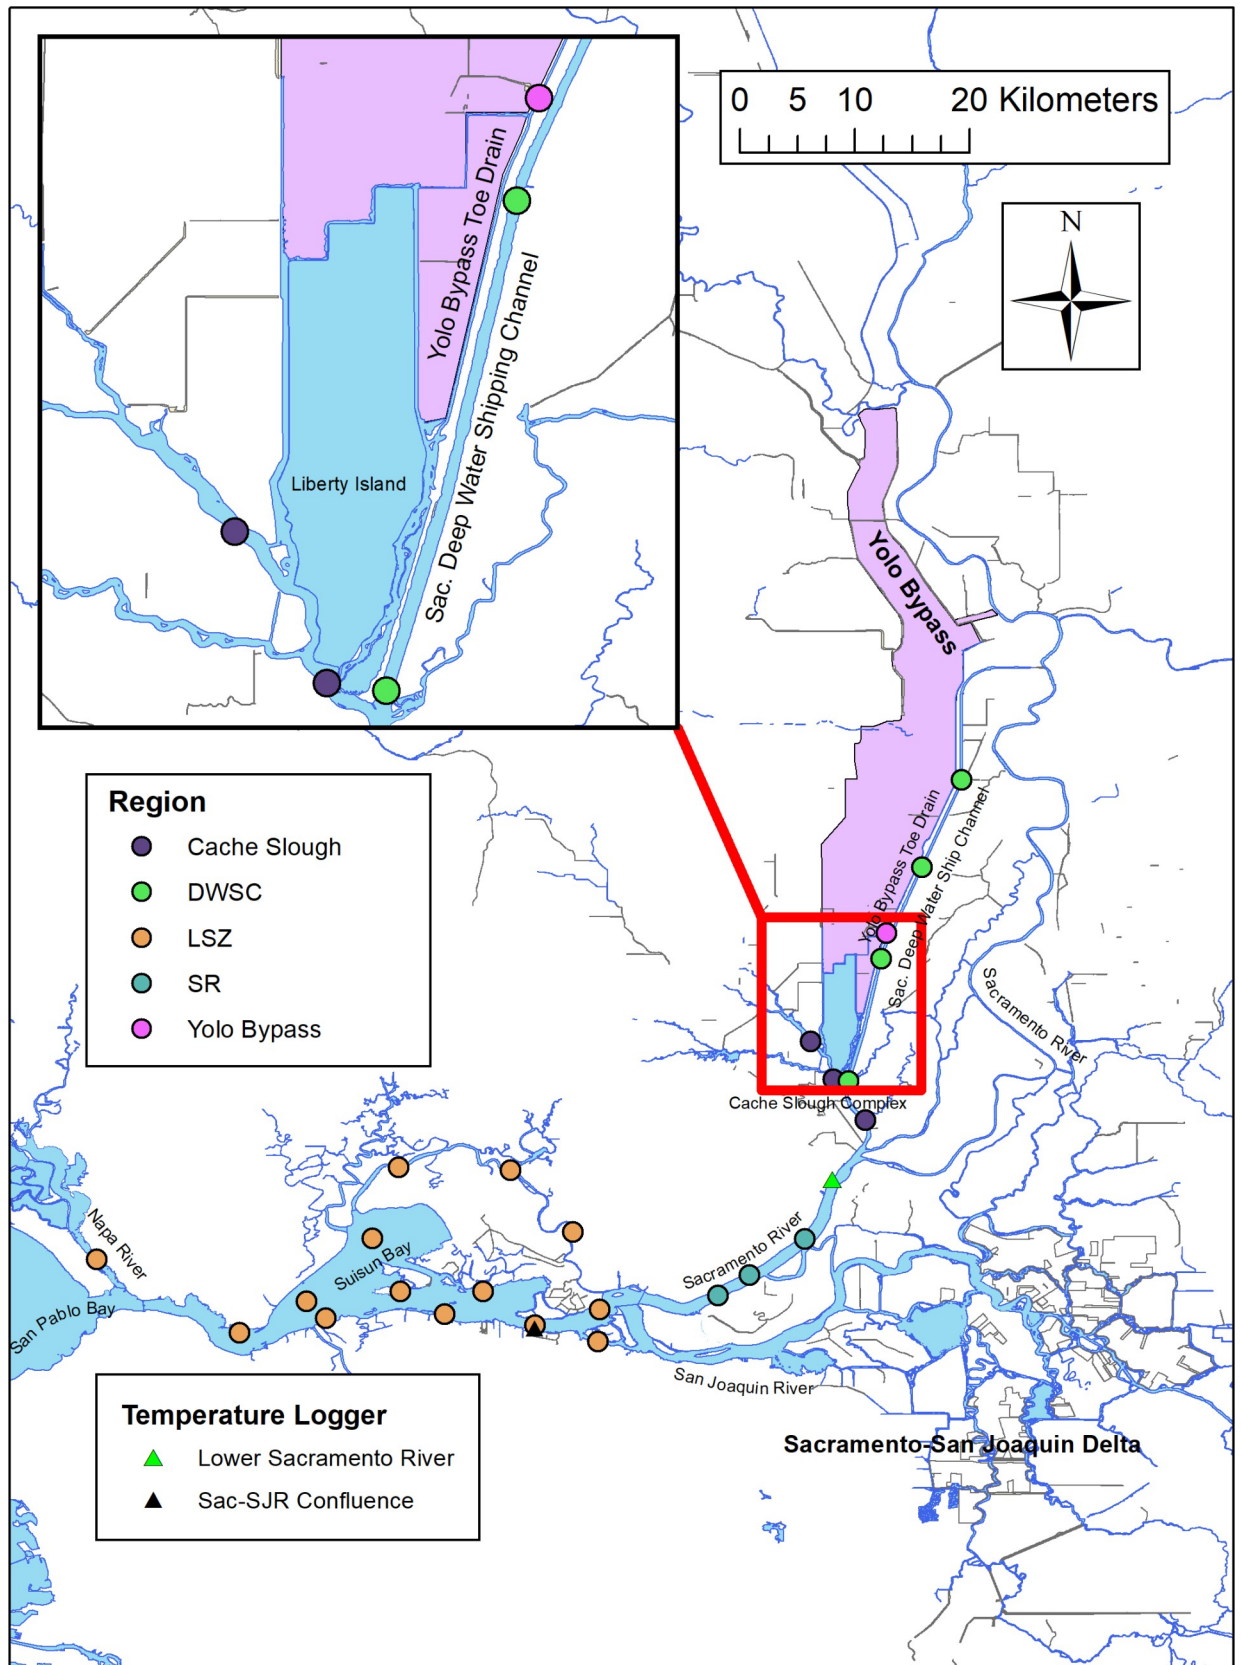 0 5 10 20 Kilometers
N
Yolo Bypass Toe Drain
Sac. Deep Water Shipping Channel
Liberty Island
Yolo Bypass
Region
Cache Slough
DWSC
LSZ
SR
Yolo Bypass
Yolo Bypass Toe Drain
Sac. Deep Water Ship Channel
Sacramento River
Cache Slough Complex
Napa River
Sacramento River
Suisun Bay
San Pablo Bay
San Joaquin River
Sacramento-San Joaquin Delta
Temperature Logger
Lower Sacramento River
Sac-SJR Confluence